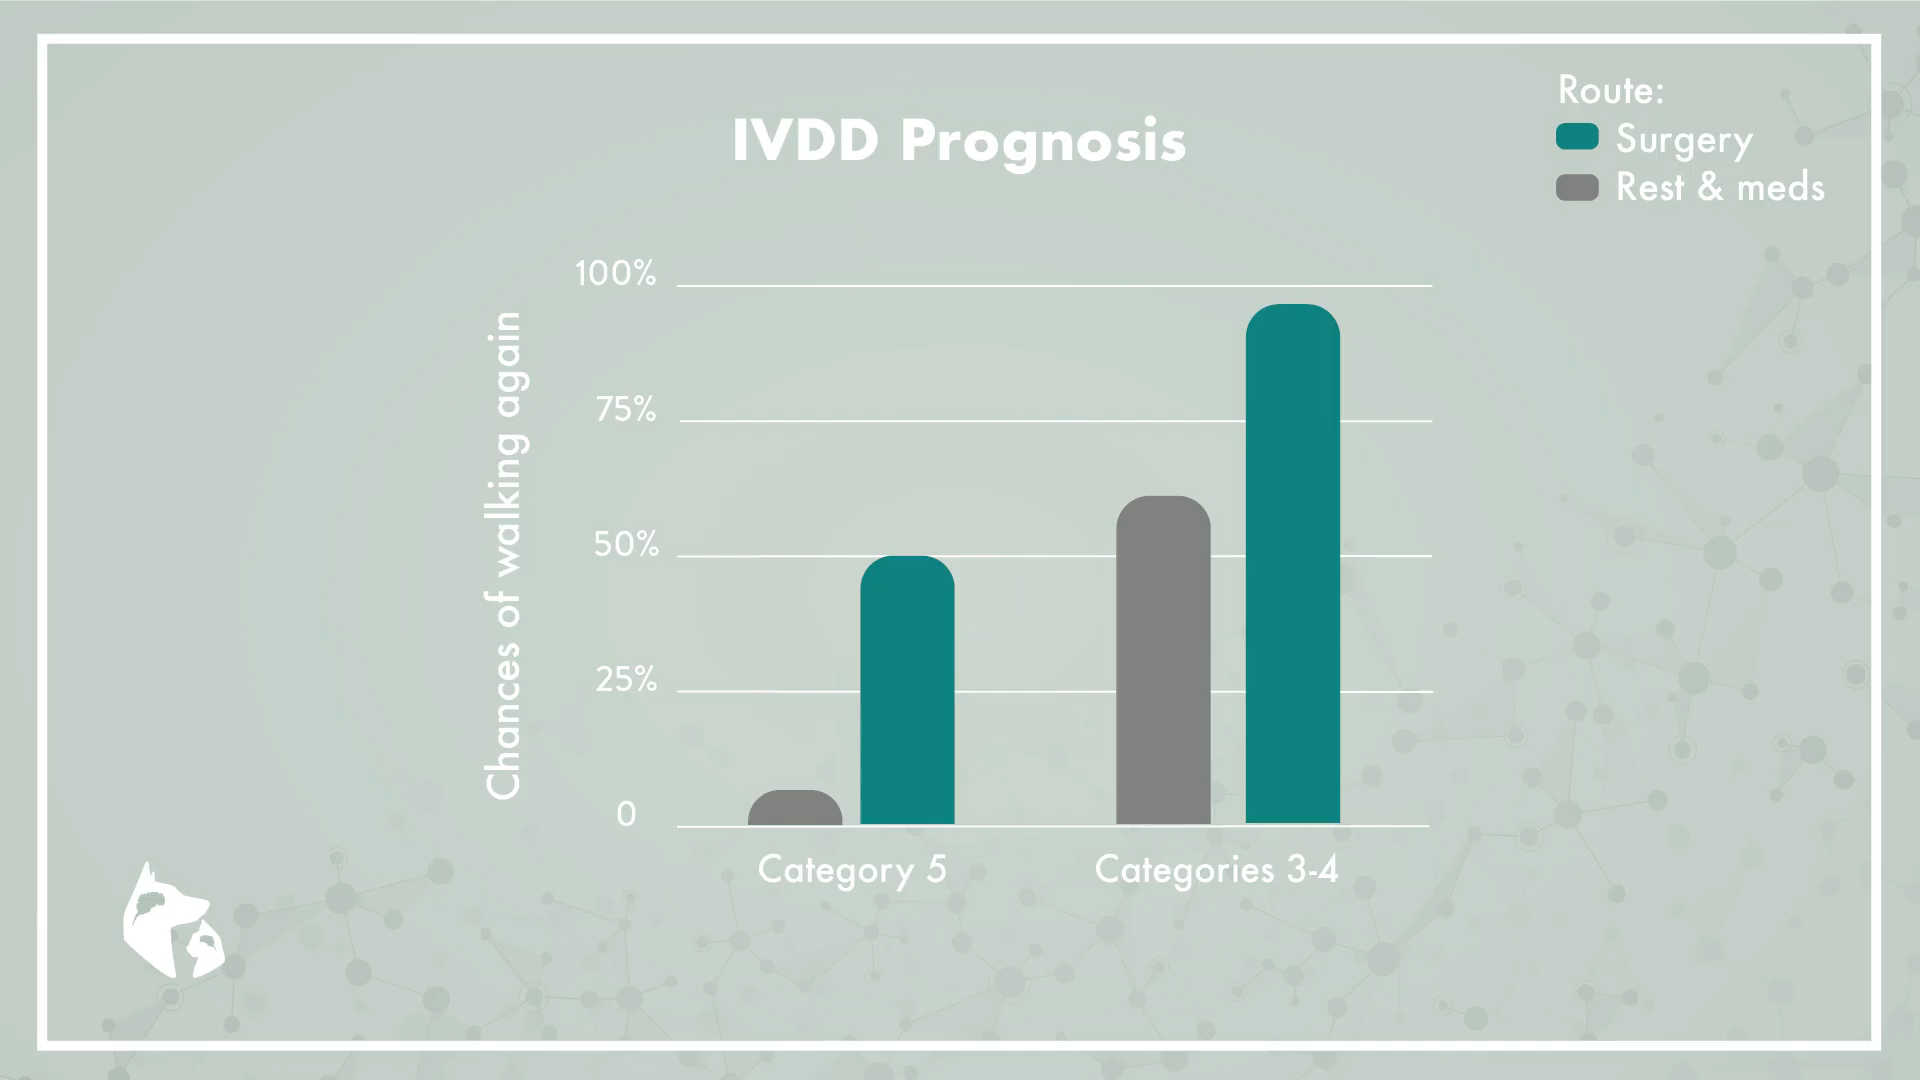 IVDD Prognosis
Route:
Surgery
Rest & meds
Chances of walking again
100%
75%
50%
25%
0
Category 5
Categories 3-4